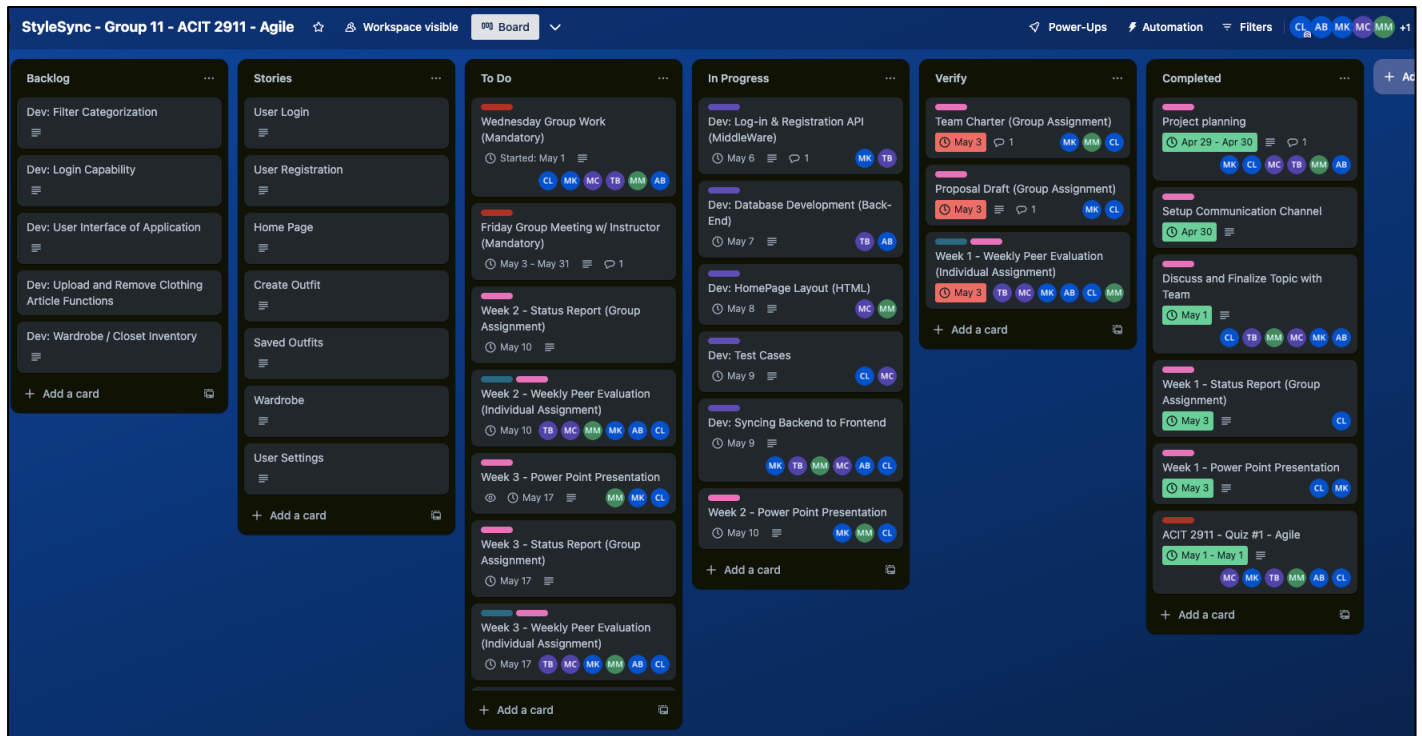 StyleSync - Group 11 - ACIT 2911 - Agile
Workspace visible
Board
Power-Ups
Automation
Filters
CL AB MK MC MM +1
Backlog
Dev: Filter Categorization
Dev: Login Capability
Dev: User Interface of Application
Dev: Upload and Remove Clothing
Article Functions
Dev: Wardrobe / Closet Inventory
+ Add a card
Stories
User Login
User Registration
Home Page
Create Outfit
Saved Outfits
Wardrobe
User Settings
+ Add a card
To Do
Wednesday Group Work
(Mandatory)
Started: May 1
CL MK MC TB MM AB
Friday Group Meeting w/ Instructor
(Mandatory)
May 3 - May 31 1
Week 2 - Status Report (Group
Assignment)
May 10
Week 2 - Weekly Peer Evaluation
(Individual Assignment)
May 10 TB MC MM MK AB CL
Week 3 - Power Point Presentation
May 17 MM MK CL
Week 3 - Status Report (Group
Assignment)
May 17
Week 3 - Weekly Peer Evaluation
(Individual Assignment)
May 17 TB MC MK MM AB CL
+ Add a card
In Progress
Dev: Log-in & Registration API
(MiddleWare)
May 6 1 MK TB
Dev: Database Development (Back-
End)
May 7 TB AB
Dev: HomePage Layout (HTML)
May 8 MC MM
Dev: Test Cases
May 9 CL MC
Dev: Syncing Backend to Frontend
May 9
MK TB MM MC AB CL
Week 2 - Power Point Presentation
May 10 MK MM CL
+ Add a card
Verify
Team Charter (Group Assignment)
May 3 1 MK MM CL
Proposal Draft (Group Assignment)
May 3 1 MK CL
Week 1 - Weekly Peer Evaluation
(Individual Assignment)
May 3 TB MC MK AB CL MM
+ Add a card
Completed
Project planning
Apr 29 - Apr 30 1
MK CL MC TB MM AB
Setup Communication Channel
Apr 30
Discuss and Finalize Topic with
Team
May 1
CL TB MM MC MK AB
Week 1 - Status Report (Group
Assignment)
May 3 CL
Week 1 - Power Point Presentation
May 3 CL MK
ACIT 2911 - Quiz #1 - Agile
May 1 - May 1
MC MK TB MM AB CL
+ Add a card